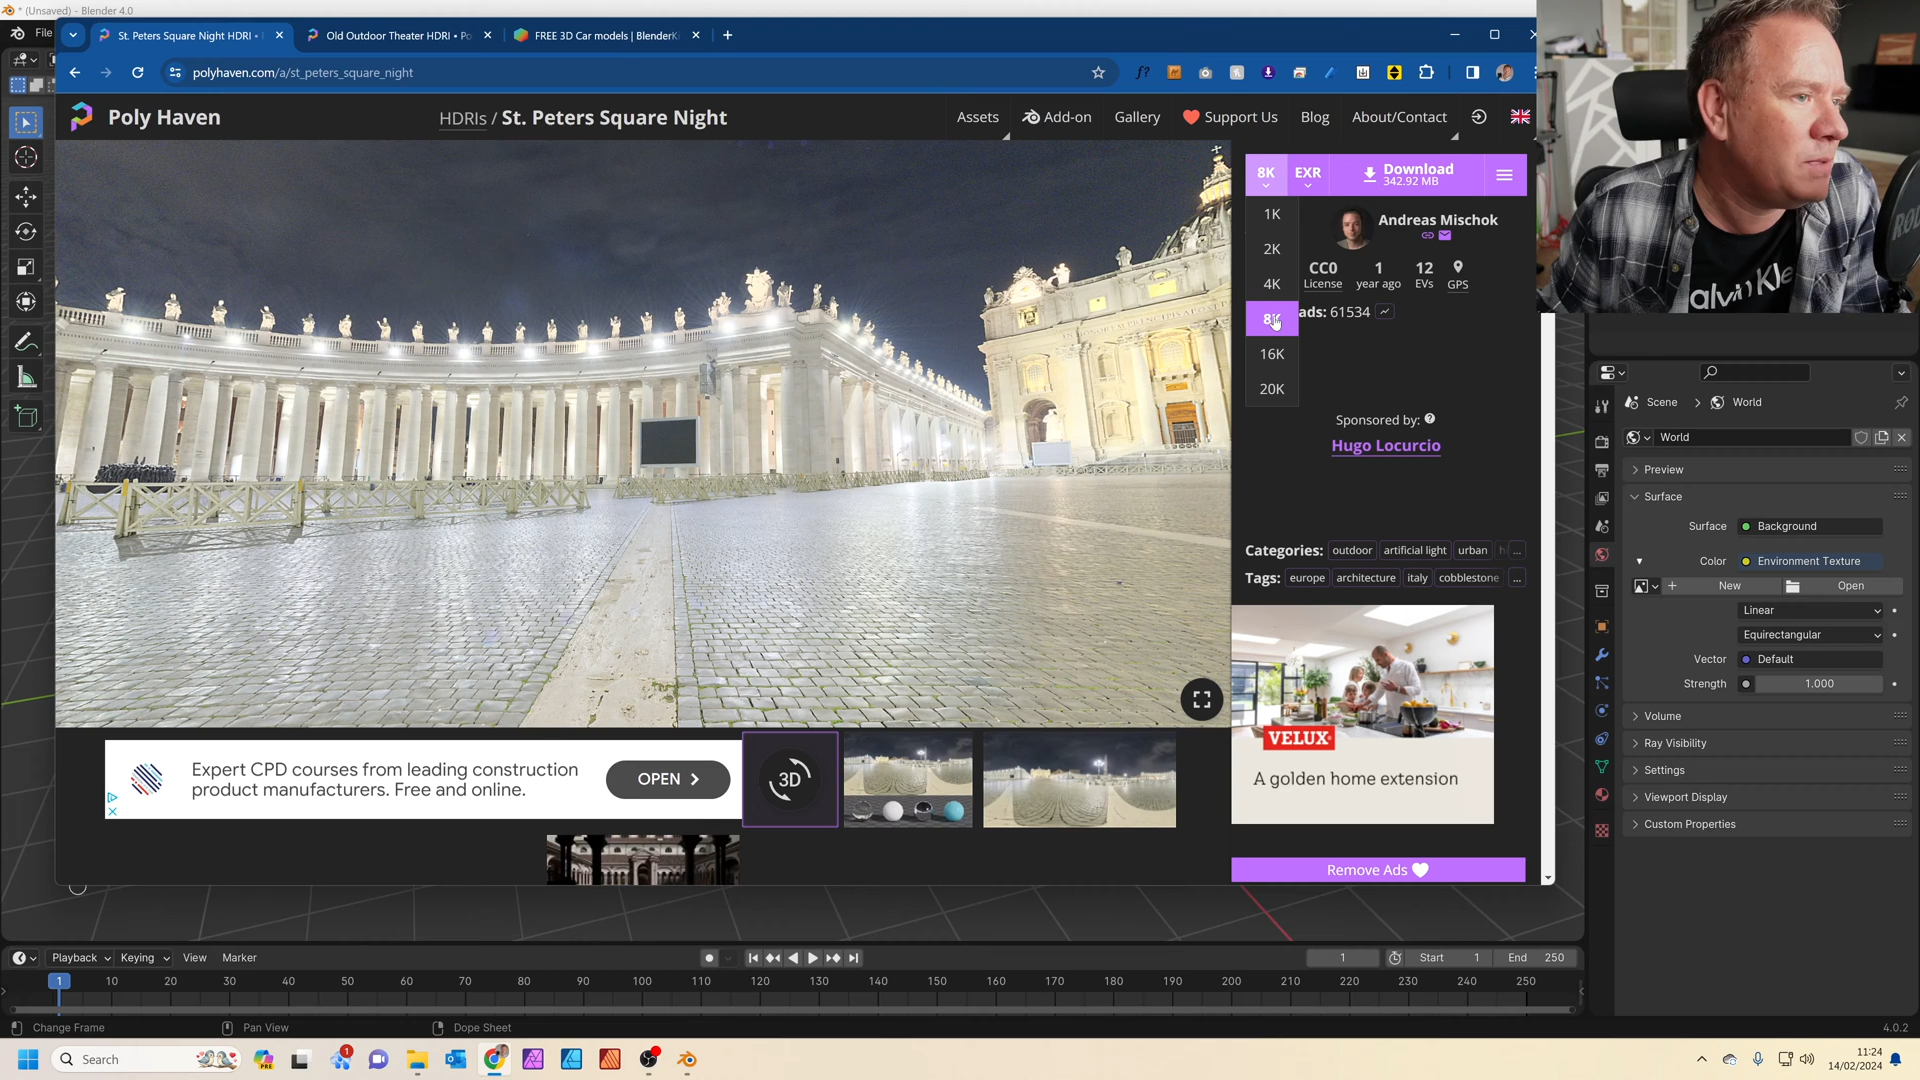 * (Unsaved) - Blender 4.0
File
St. Peters Square Night HDRI •
Old Outdoor Theater HDRI • Po
FREE 3D Car models | BlenderKi
polyhaven.com/a/st_peters_square_night
Poly Haven
HDRIs / St. Peters Square Night
Assets
Add-on
Gallery
Support Us
Blog
About/Contact
8K
EXR
Download
342.92 MB
1K
2K
4K
8K
16K
20K
Andreas Mischok
CC0
License
1
year ago
12
EVs
GPS
ads: 61534
Sponsored by:
Hugo Locurcio
Categories: outdoor artificial light urban h ...
Tags: europe architecture italy cobblestone ...
3D
Expert CPD courses from leading construction
product manufacturers. Free and online.
OPEN
VELUX
A golden home extension
Remove Ads
alvin Kle
Scene > World
World
Preview
Surface
Surface Background
Color Environment Texture
New Open
Linear
Equirectangular
Vector Default
Strength 1.000
Volume
Ray Visibility
Settings
Viewport Display
Custom Properties
Playback Keying View Marker
1 Start 1 End 250
1 10 20 30 40 50 60 70 80 90 100 110 120 130 140 150 160 170 180 190 200 210 220 230 240 250
Change Frame Pan View Dope Sheet
4.0.2
Search
PRE
1
11:24
14/02/2024